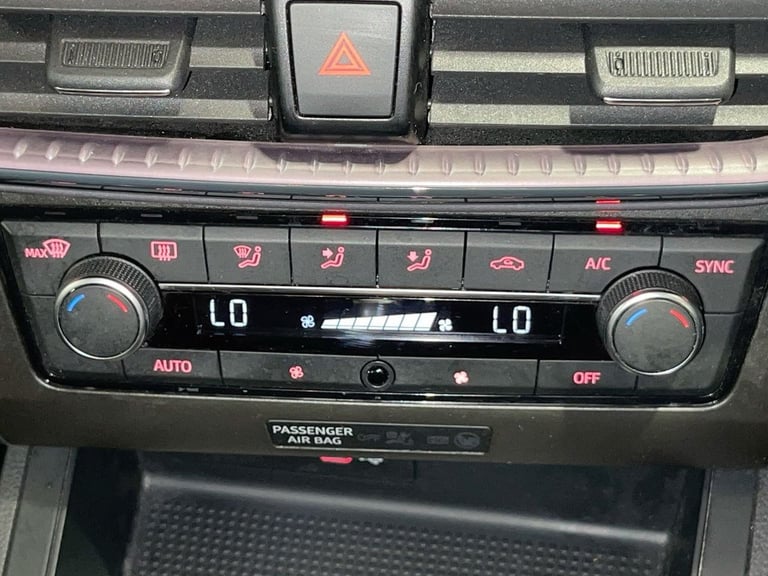 MAX
A/C
SYNC
LO
LO
AUTO
OFF
PASSENGER
AIR BAG